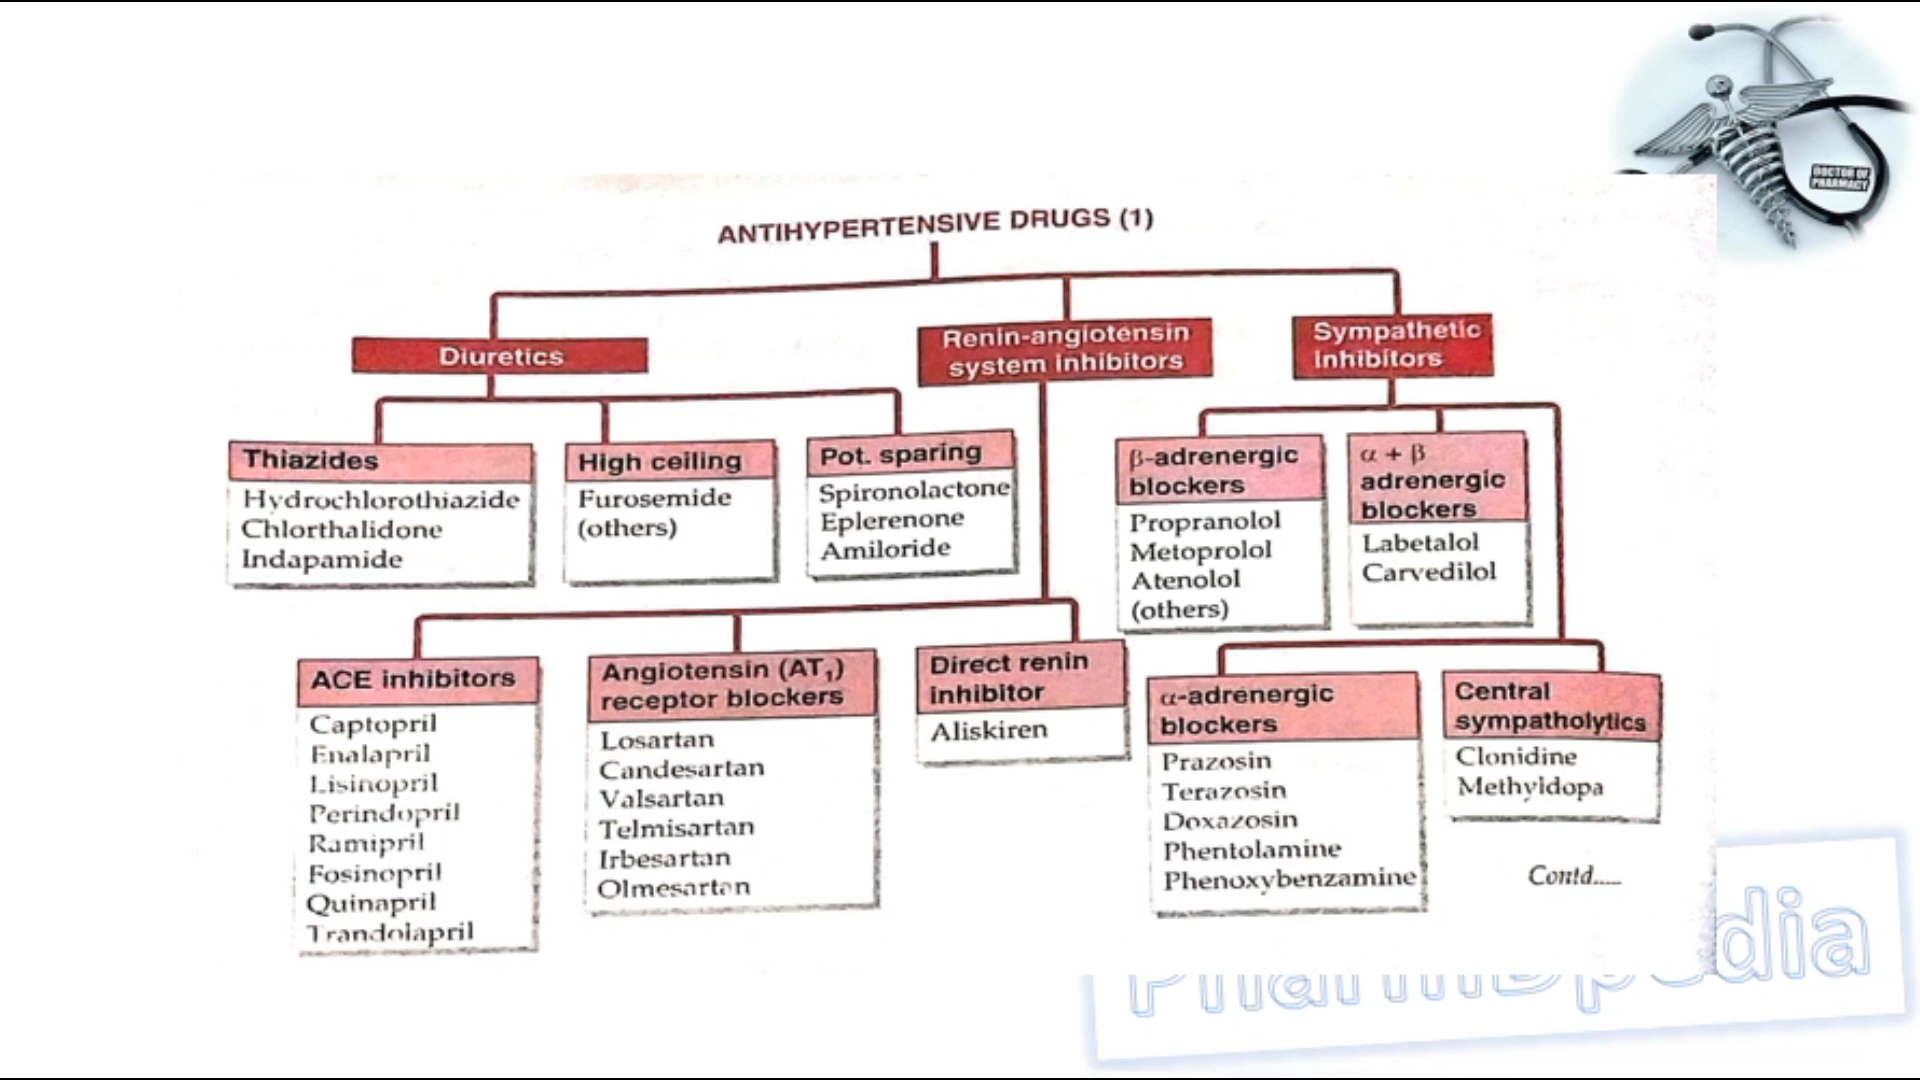 DOCTOR OF
PHARMACY
ANTIHYPERTENSIVE DRUGS (1)
Diuretics
Renin-angiotensin
system inhibitors
Sympathetic
inhibitors
Thiazides
Hydrochlorothiazide
Chlorthalidone
Indapamide
High ceiling
Furosemide
(others)
Pot. sparing
Spironolactone
Eplerenone
Amiloride
β-adrenergic
blockers
Propranolol
Metoprolol
Atenolol
(others)
α + β
adrenergic
blockers
Labetalol
Carvedilol
ACE inhibitors
Captopril
Enalapril
Lisinopril
Perindopril
Ramipril
Fosinopril
Quinapril
Trandolapril
Angiotensin (AT₁)
receptor blockers
Losartan
Candesartan
Valsartan
Telmisartan
Irbesartan
Olmesartan
Direct renin
inhibitor
Aliskiren
α-adrenergic
blockers
Prazosin
Terazosin
Doxazosin
Phentolamine
Phenoxybenzamine
Central
sympatholytics
Clonidine
Methyldopa
Contd.....